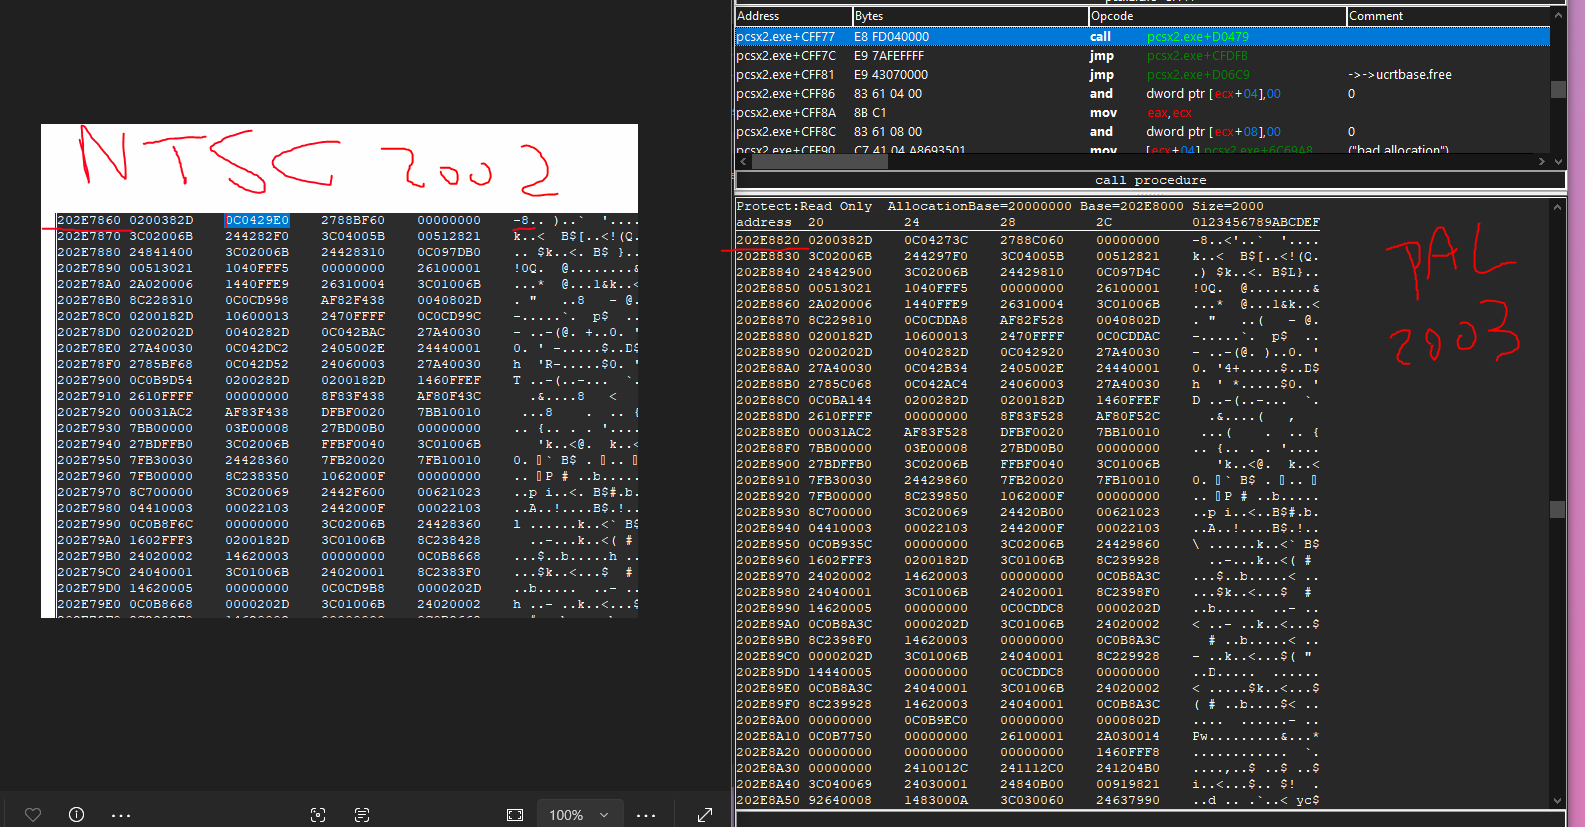 NTSC 2002
202E7860 0200382D 0C0429E0 2788BF60 00000000 -8.. )..` '....
202E7870 3C02006B 244282F0 3C04005B 00512821 k..< B$[..<!(Q.
202E7880 24841400 3C02006B 24428310 0C097DB0 ..$k..< B$ }..
202E7890 00513021 1040FFF5 00000000 26100001 !0Q. @........&
202E78A0 2A020006 1440FFE9 26310004 3C01006B ...* @...1&k..<
202E78B0 8C228310 0C0CD998 AF82F438 0040802D . " ..8 - @.
202E78C0 0200182D 10600013 2470FFFF 0C0CD99C -.....`. p$ ..
202E78D0 0200202D 0040282D 0C042BAC 27A40030 - ..-(@. +..0. '
202E78E0 27A40030 0C042DC2 2405002E 24440001 0. ' -.....$..D$
202E78F0 2785BF68 0C042D52 24060003 27A40030 h 'R-.....$0. '
202E7900 0C0B9D54 0200282D 0200182D 1460FFEF T ..-(..-... `.
202E7910 2610FFFF 00000000 8F83F438 AF80F43C .&....8 <
202E7920 00031AC2 AF83F438 DFBF0020 7BB10010 ...8 . .. {
202E7930 7BB00000 03E00008 27BD00B0 00000000 .. {.. . '....
202E7940 27BDFFB0 3C02006B FFBF0040 3C01006B 'k..<@. k..<
202E7950 7FB30030 24428360 7FB20020 7FB10010 0. ` B$ . .. 
202E7960 7FB00000 8C238350 1062000F 00000000 .. P # ..b.....
202E7970 8C700000 3C020069 2442F600 00621023 ..p i..<. B$#.b.
202E7980 04410003 00022103 2442000F 00022103 ..A..!....B$.!..
202E7990 0C0B8F6C 00000000 3C02006B 24428360 l ......k..<` B$
202E79A0 1602FFF3 0200182D 3C01006B 8C238428 ..-...k..<( #
202E79B0 24020002 14620003 00000000 0C0B8668 ...$..b.....h ..
202E79C0 24040001 3C01006B 24020001 8C2383F0 ...$k..<...$ #
202E79D0 14620005 00000000 0C0CD9B8 0000202D ..b..... ..-
202E79E0 0C0B8668 0000202D 3C01006B 24020002 h ..- ..k..<...$
100%
Address Bytes Opcode Comment
pcsx2.exe+CFF77 E8 FD040000 call pcsx2.exe+D0479
pcsx2.exe+CFF7C E9 7AFEFFFF jmp pcsx2.exe+CFDFB
pcsx2.exe+CFF81 E9 43070000 jmp pcsx2.exe+D06C9 ->->ucrtbase.free
pcsx2.exe+CFF86 83 61 04 00 and dword ptr [ecx+04],00 0
pcsx2.exe+CFF8A 8B C1 mov eax,ecx
pcsx2.exe+CFF8C 83 61 08 00 and dword ptr [ecx+08],00 0
pcsx2.exe+CFF90 C7 41 04 A8693501 mov [ecx+04],pcsx2.exe+6C69A8 ("bad allocation")
call procedure
Protect:Read Only AllocationBase=20000000 Base=202E8000 Size=2000
address 20 24 28 2C 0123456789ABCDEF
202E8820 0200382D 0C04273C 2788C060 00000000 -8..<'..` '....
202E8830 3C02006B 244297F0 3C04005B 00512821 k..< B$[..<!(Q.
202E8840 24842900 3C02006B 24429810 0C097D4C .) $k..< B$L}..
202E8850 00513021 1040FFF5 00000000 26100001 !0Q. @........&
202E8860 2A020006 1440FFE9 26310004 3C01006B ...* @...1&k..<
202E8870 8C229810 0C0CDDA8 AF82F528 0040802D . " ..( - @.
202E8880 0200182D 10600013 2470FFFF 0C0CDDAC -.....`. p$ ..
202E8890 0200202D 0040282D 0C042920 27A40030 - ..-(@. )..0. '
202E88A0 27A40030 0C042B34 2405002E 24440001 0. '4+.....$..D$
202E88B0 2785C068 0C042AC4 24060003 27A40030 h ' *.....$0. '
202E88C0 0C0BA144 0200282D 0200182D 1460FFEF D ..-(..-... `.
202E88D0 2610FFFF 00000000 8F83F528 AF80F52C .&....( ,
202E88E0 00031AC2 AF83F528 DFBF0020 7BB10010 ...( . .. {
202E88F0 7BB00000 03E00008 27BD00B0 00000000 .. {.. . '....
202E8900 27BDFFB0 3C02006B FFBF0040 3C01006B 'k..<@. k..<
202E8910 7FB30030 24429860 7FB20020 7FB10010 0. ` B$ . .. 
202E8920 7FB00000 8C239850 1062000F 00000000 .. P # ..b.....
202E8930 8C700000 3C020069 24420B00 00621023 ..p i..<..B$#.b.
202E8940 04410003 00022103 2442000F 00022103 ..A..!....B$.!..
202E8950 0C0B935C 00000000 3C02006B 24429860 \ ......k..<` B$
202E8960 1602FFF3 0200182D 3C01006B 8C239928 ..-...k..<( #
202E8970 24020002 14620003 00000000 0C0B8A3C ...$..b.....< ..
202E8980 24040001 3C01006B 24020001 8C2398F0 ...$k..<...$ #
202E8990 14620005 00000000 0C0CDDC8 0000202D ..b..... ..-
202E89A0 0C0B8A3C 0000202D 3C01006B 24020002 < ..- ..k..<...$
202E89B0 8C2398F0 14620003 00000000 0C0B8A3C # ..b.....< ..
202E89C0 0000202D 3C01006B 24040001 8C229928 - ..k..<...$( "
202E89D0 14440005 00000000 0C0CDDC8 00000000 ..D..... ......
202E89E0 0C0B8A3C 24040001 3C01006B 24020002 < .....$k..<...$
202E89F0 8C239928 14620003 24040001 0C0B8A3C ( # ..b....$< ..
202E8A00 00000000 0C0B9EC0 00000000 0000802D .... ......- ..
202E8A10 0C0B7750 00000000 26100001 2A030014 Pw.........&...*
202E8A20 00000000 00000000 00000000 1460FFF8 ............ `.
202E8A30 00000000 2410012C 241112C0 241204B0 ....,..$ ..$ ..$
202E8A40 3C040069 24030001 24840B00 00919821 i..<...$.. $! .
202E8A50 92640008 1483000A 3C030060 24637990 ..d .. .`..< yc$
PAL
2003